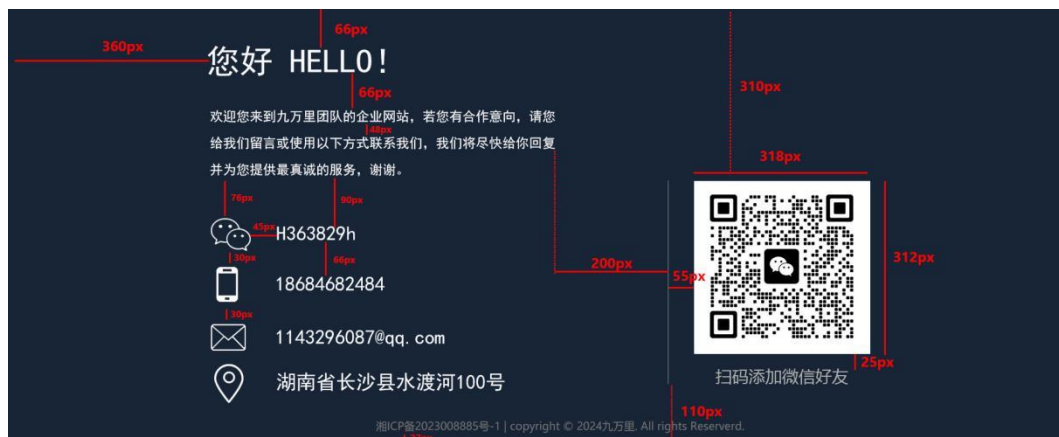 66px
360px
您好 HELLO!
66px
310px
欢迎您来到九万里团队的企业网站，若您有合作意向，请您
48px
给我们留言或使用以下方式联系我们，我们将尽快给你回复
318px
并为您提供最真诚的服务，谢谢。
76px
90px
45px
H363829h
30px
66px
200px
312px
55px
18684682484
30px
1143296087@qq.com
25px
湖南省长沙县水渡河100号
扫码添加微信好友
110px
湘ICP备2023008885号-1 | copyright © 2024九万里. All rights Reserverd.